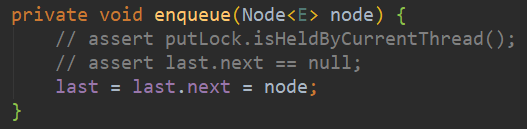 private void enqueue(Node<E> node) {
    // assert putLock.isHeldByCurrentThread();
    // assert last.next == null;
    last = last.next = node;
}